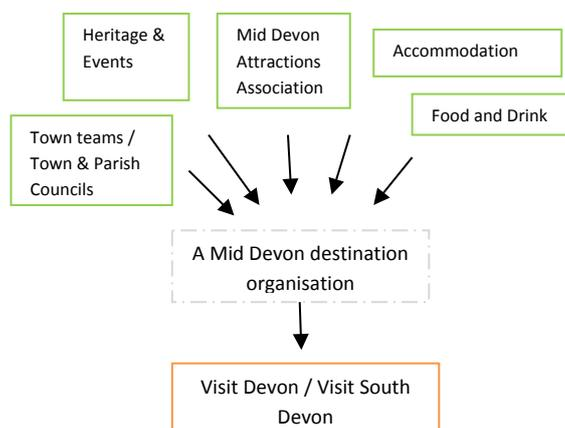 Heritage &
Events
Mid Devon
Attractions
Association
Accommodation
Food and Drink
Town teams /
Town & Parish
Councils
A Mid Devon destination
organisation
Visit Devon / Visit South
Devon